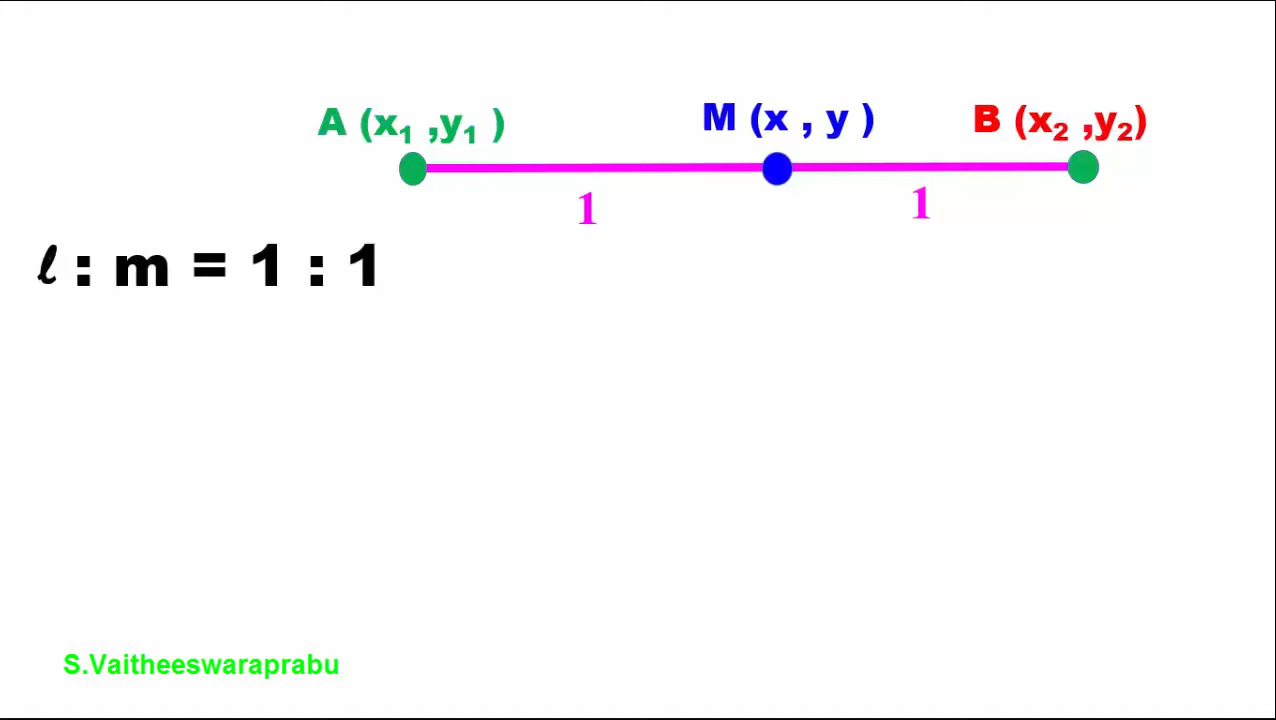 A (x₁ ,y₁ ) M (x , y ) B (x₂ ,y₂)
1 1
ℓ : m = 1 : 1
S.Vaitheeswaraprabu